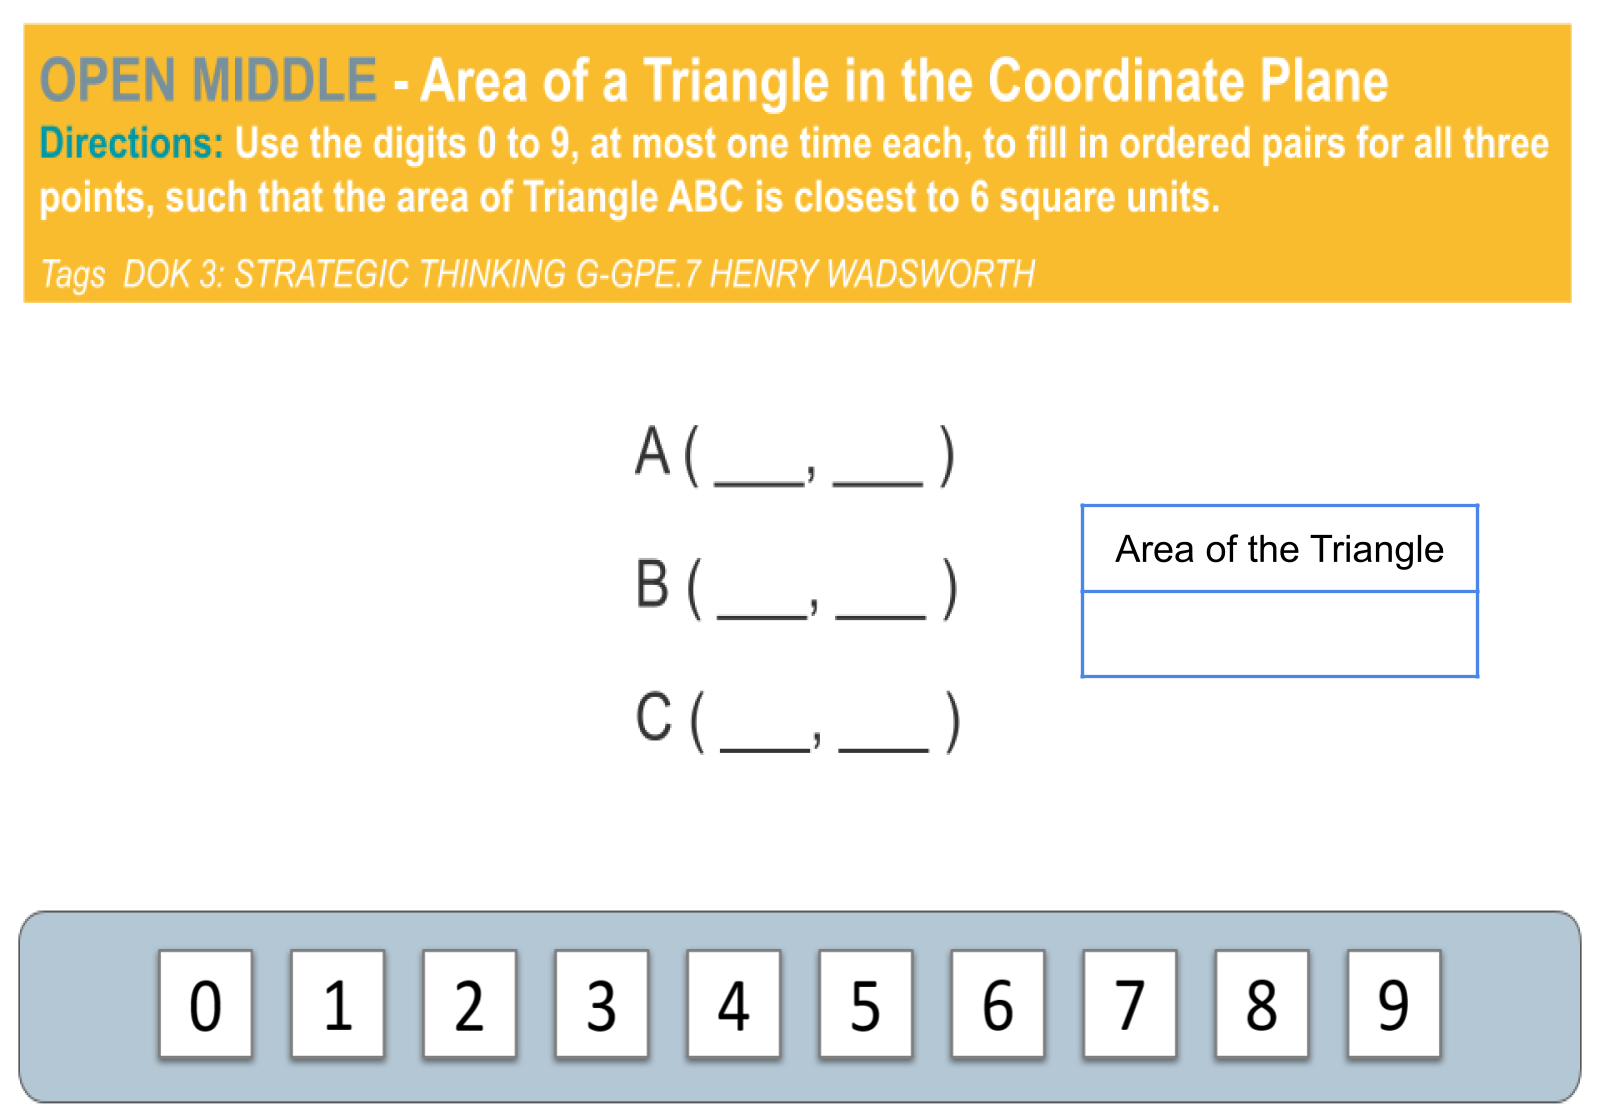 OPEN MIDDLE - Area of a Triangle in the Coordinate Plane
Directions: Use the digits 0 to 9, at most one time each, to fill in ordered pairs for all three
points, such that the area of Triangle ABC is closest to 6 square units.
Tags DOK 3: STRATEGIC THINKING G-GPE.7 HENRY WADSWORTH
A ( ___, ___ )
B ( ___, ___ )
C ( ___, ___ )
Area of the Triangle
0 1 2 3 4 5 6 7 8 9